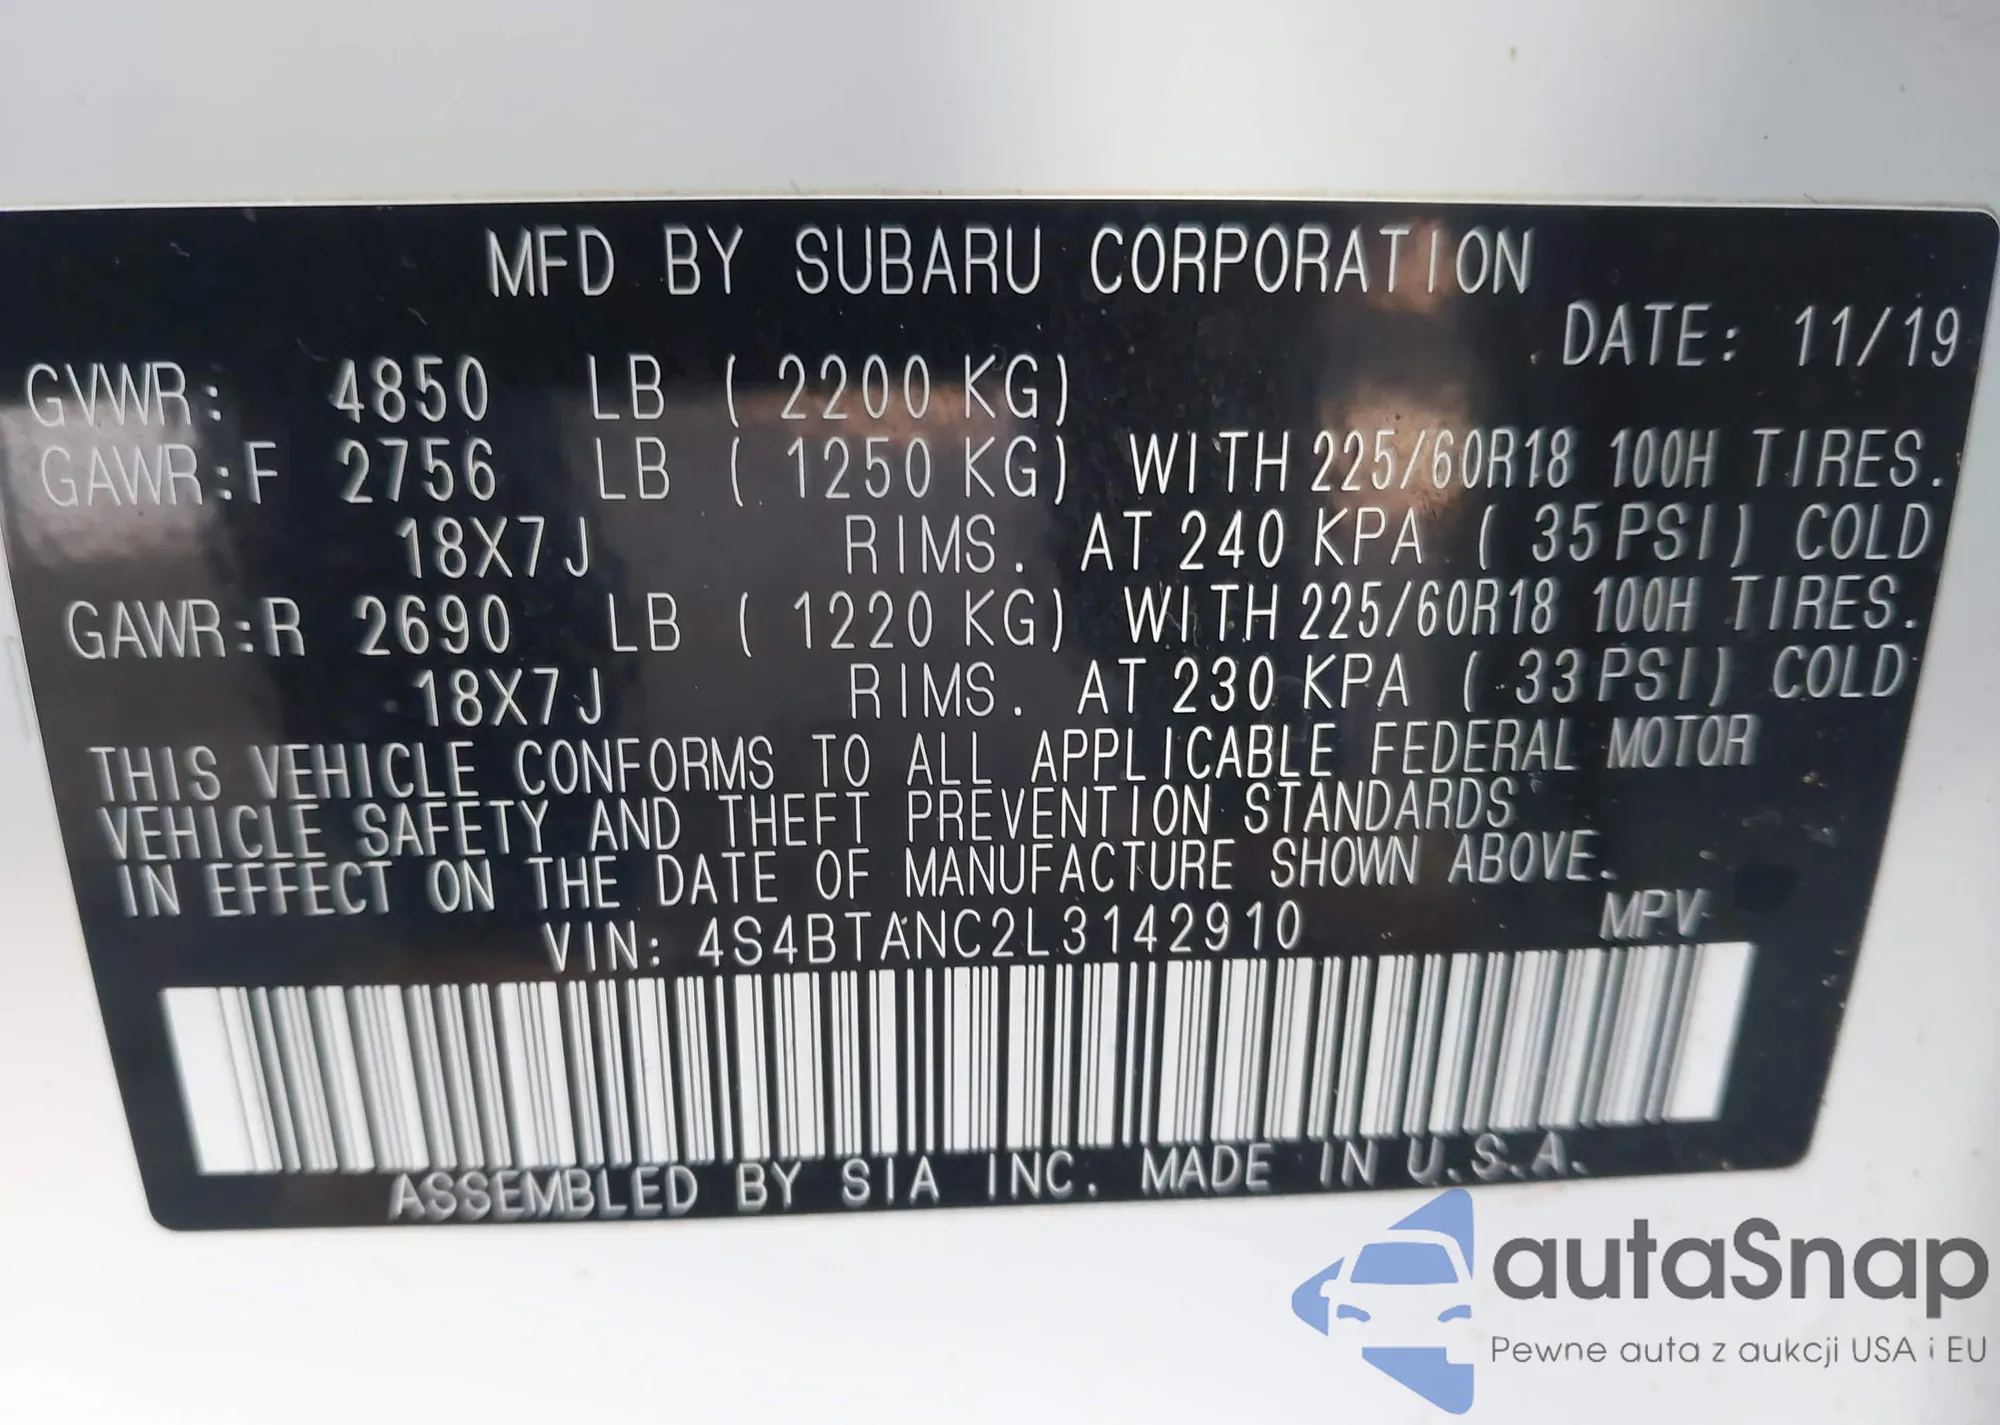 MFD BY SUBARU CORPORATION
DATE: 11/19
GVWR: 4850 LB ( 2200 KG)
GAWR:F 2756 LB ( 1250 KG) WITH 225/60R18 100H TIRES.
18X7J RIMS. AT 240 KPA ( 35 PSI) COLD
GAWR:R 2690 LB ( 1220 KG) WITH 225/60R18 100H TIRES.
18X7J RIMS. AT 230 KPA ( 33 PSI) COLD
THIS VEHICLE CONFORMS TO ALL APPLICABLE FEDERAL MOTOR
VEHICLE SAFETY AND THEFT PREVENTION STANDARDS
IN EFFECT ON THE DATE OF MANUFACTURE SHOWN ABOVE.
VIN: 4S4BTANC2L3142910 MPV
ASSEMBLED BY SIA INC. MADE IN U.S.A.
autaSnap
Pewne auta z aukcji USA i EU